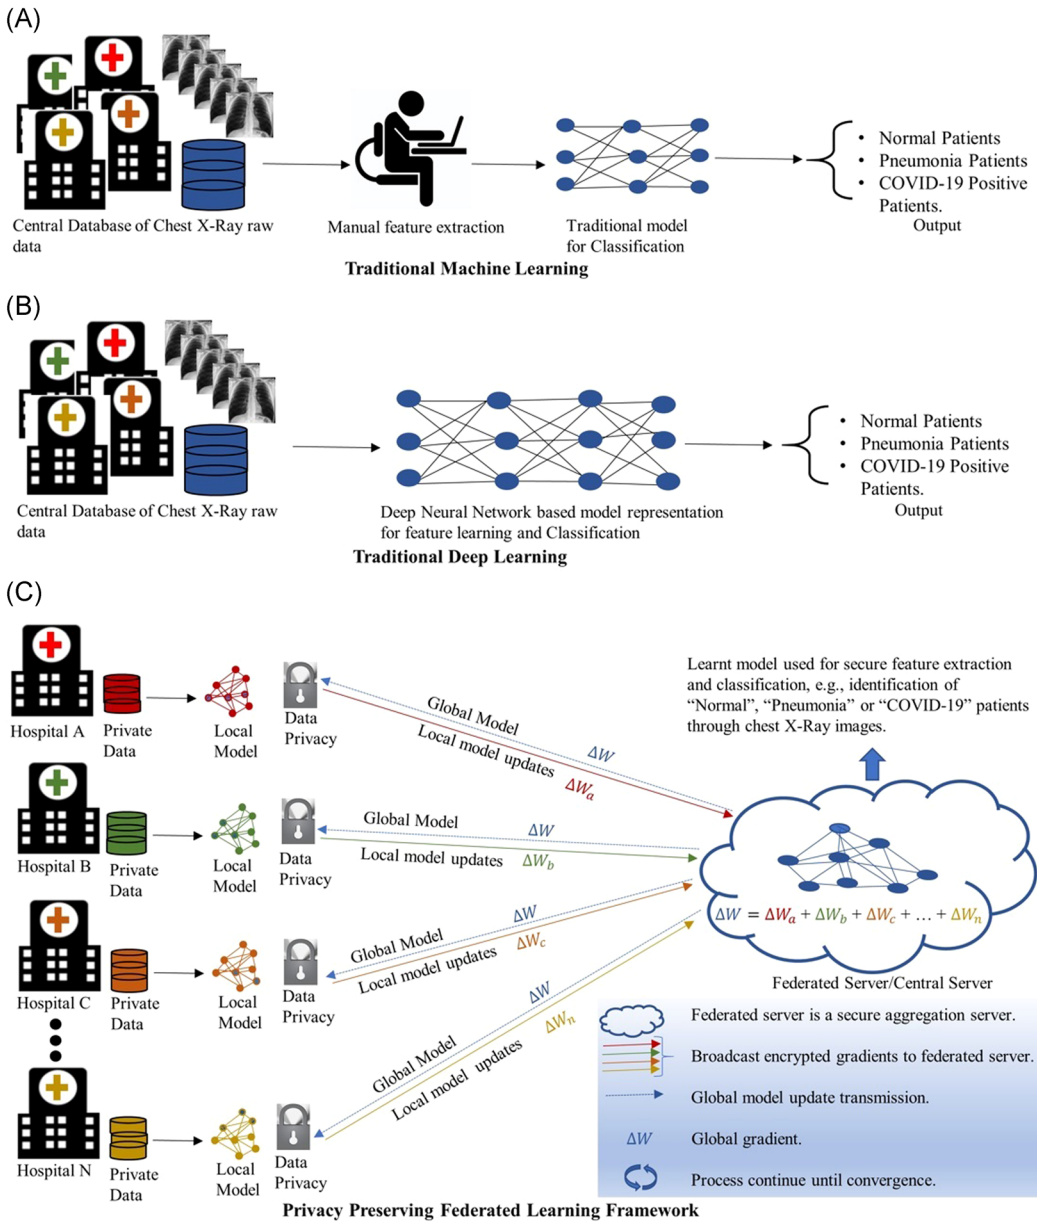 (A)
Central Database of Chest X-Ray raw
data
Manual feature extraction
Traditional model
for Classification
• Normal Patients
• Pneumonia Patients
• COVID-19 Positive
Patients.
Output
Traditional Machine Learning
(B)
Central Database of Chest X-Ray raw
data
Deep Neural Network based model representation
for feature learning and Classification
• Normal Patients
• Pneumonia Patients
• COVID-19 Positive
Patients.
Output
Traditional Deep Learning
(C)
Hospital A
Private
Data
Local
Model
Data
Privacy
Global Model
ΔW
Local model updates
ΔWₐ
Hospital B
Private
Data
Local
Model
Data
Privacy
Global Model
ΔW
Local model updates
ΔW_b
Hospital C
Private
Data
Local
Model
Data
Privacy
Global Model
ΔW
Local model updates
ΔW_c
Hospital N
Private
Data
Local
Model
Data
Privacy
Global Model
ΔW
Local model updates
ΔWₙ
Learnt model used for secure feature extraction
and classification, e.g., identification of
“Normal”, “Pneumonia” or “COVID-19” patients
through chest X-Ray images.
ΔW = ΔWₐ + ΔW_b + ΔW_c + … + ΔWₙ
Federated Server/Central Server
Federated server is a secure aggregation server.
Broadcast encrypted gradients to federated server.
Global model update transmission.
ΔW Global gradient.
Process continue until convergence.
Privacy Preserving Federated Learning Framework